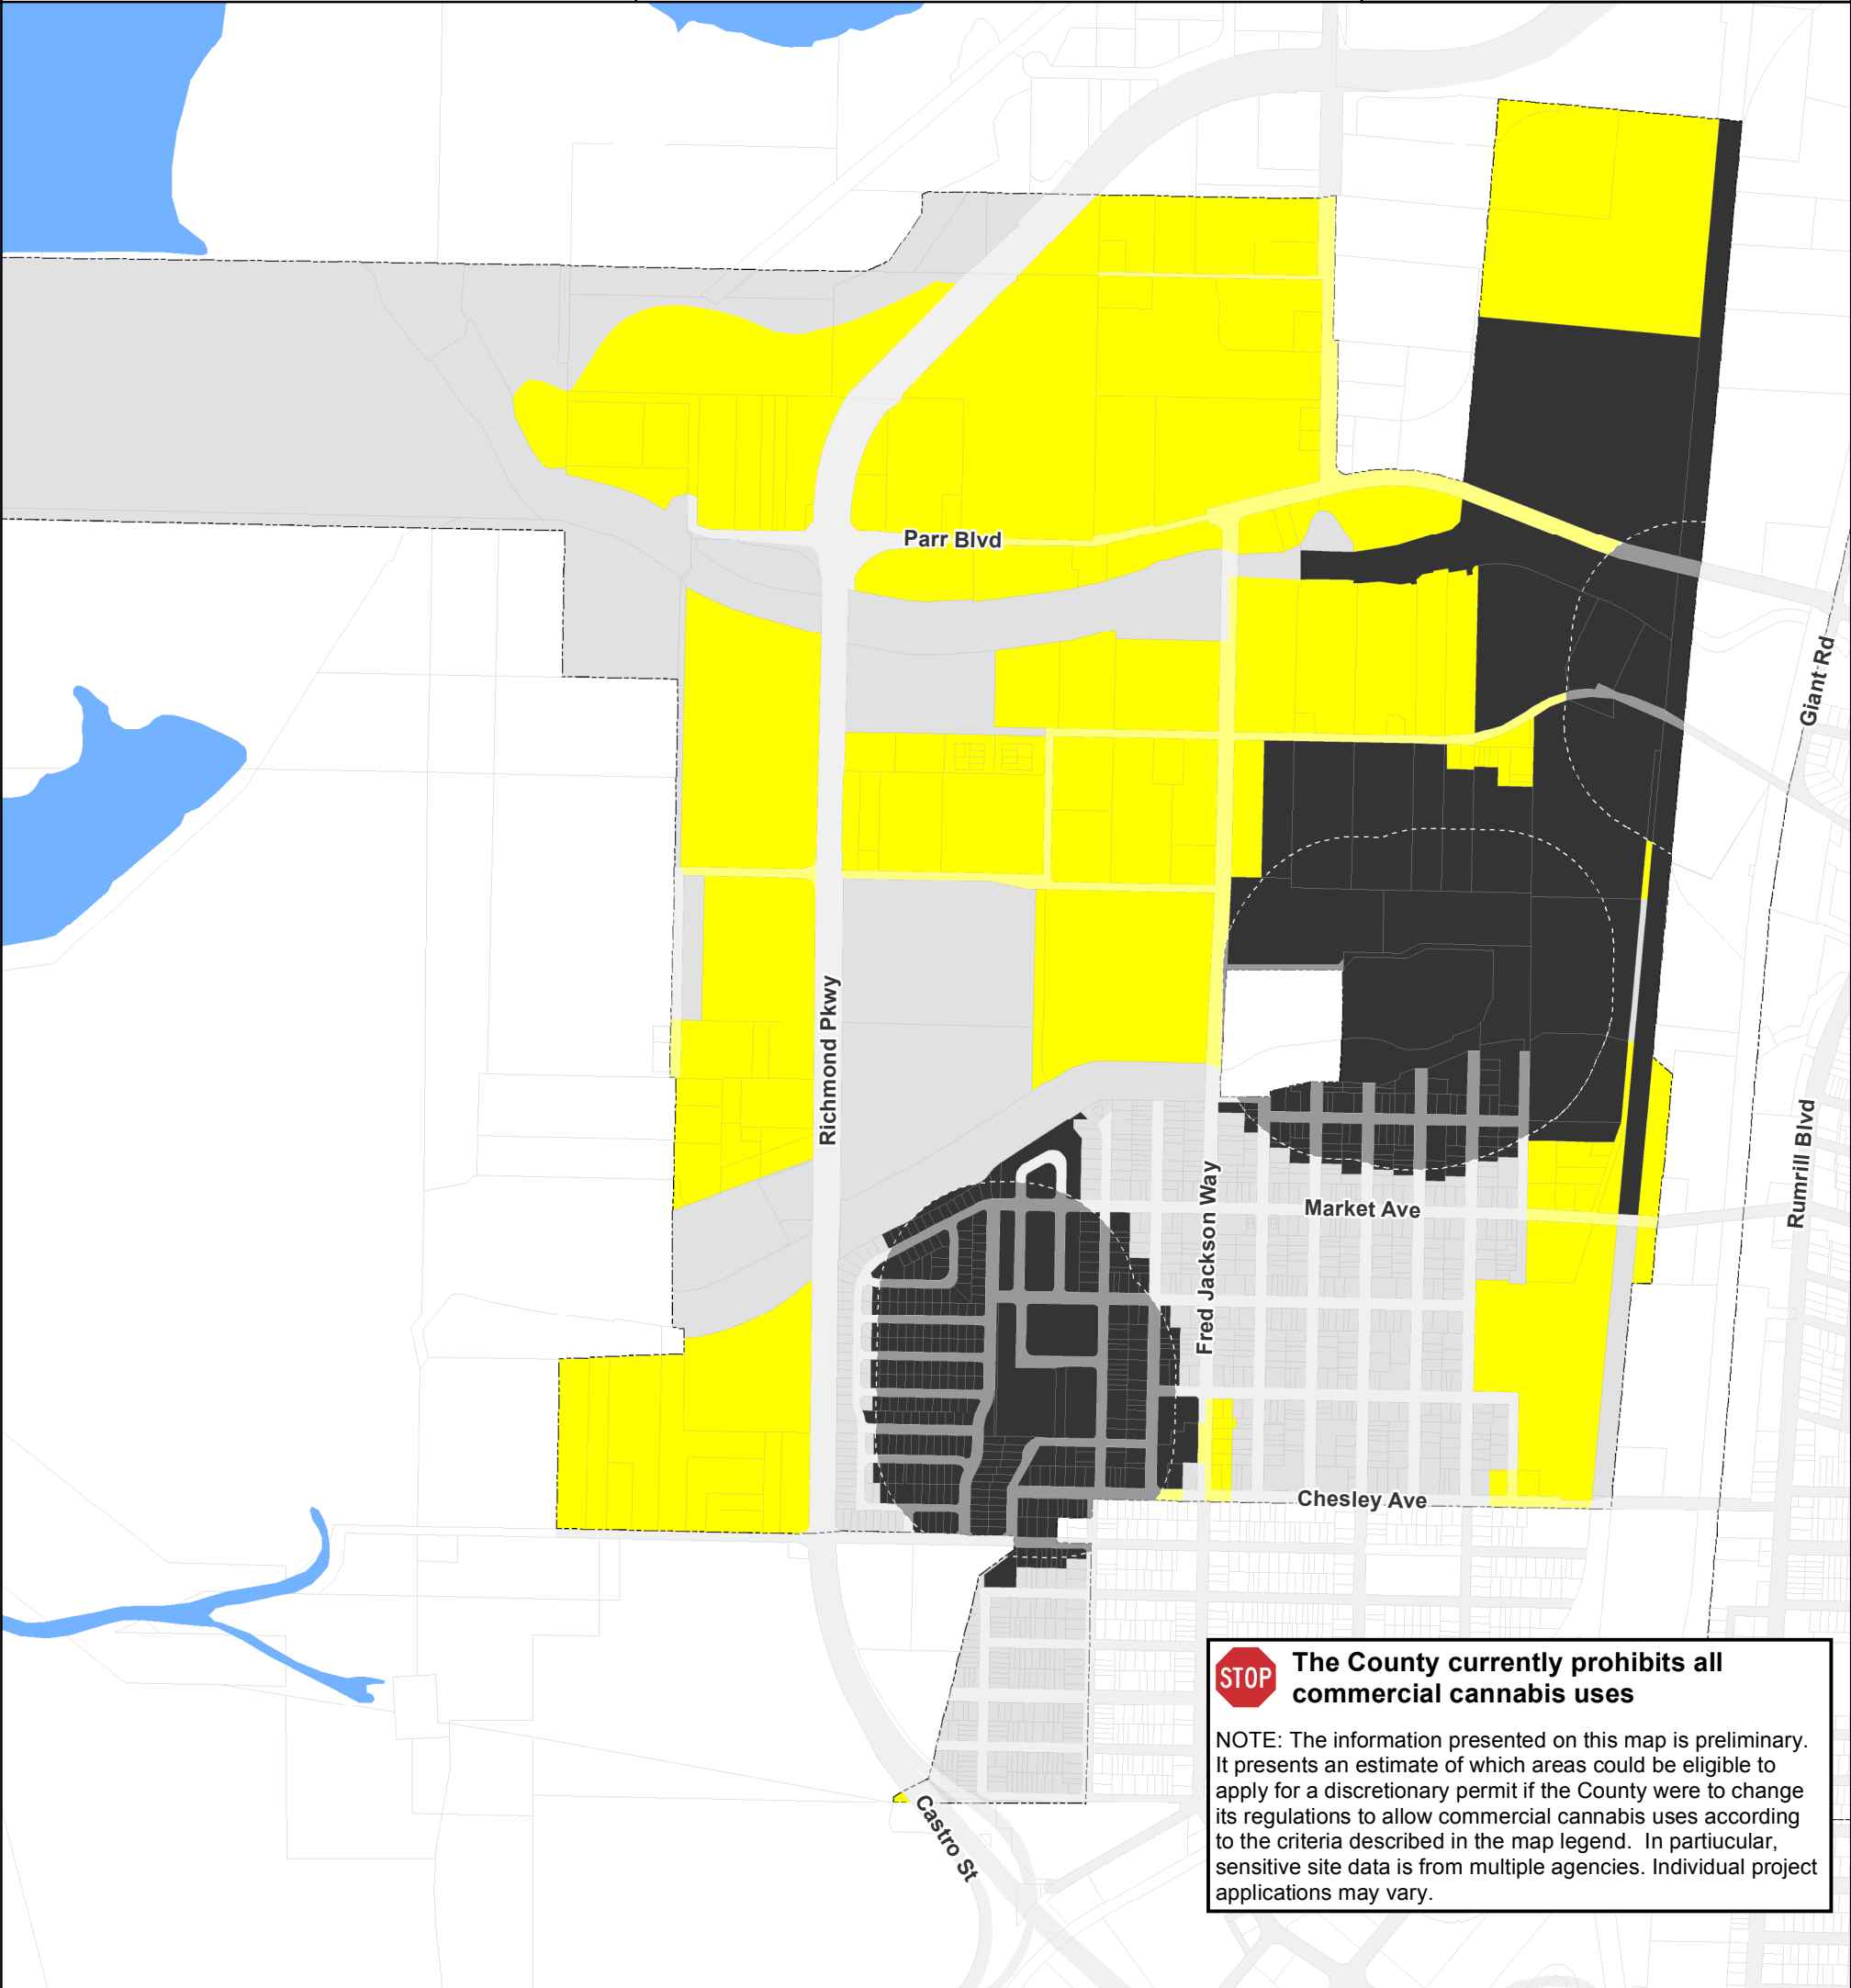 Parr Blvd
Giant Rd
Richmond Pkwy
Rumrill Blvd
Fred Jackson Way
Market Ave
Chesley Ave
Castro St
STOP
The County currently prohibits all
commercial cannabis uses
NOTE: The information presented on this map is preliminary.
It presents an estimate of which areas could be eligible to
apply for a discretionary permit if the County were to change
its regulations to allow commercial cannabis uses according
to the criteria described in the map legend.  In partiucular,
sensitive site data is from multiple agencies. Individual project
applications may vary.